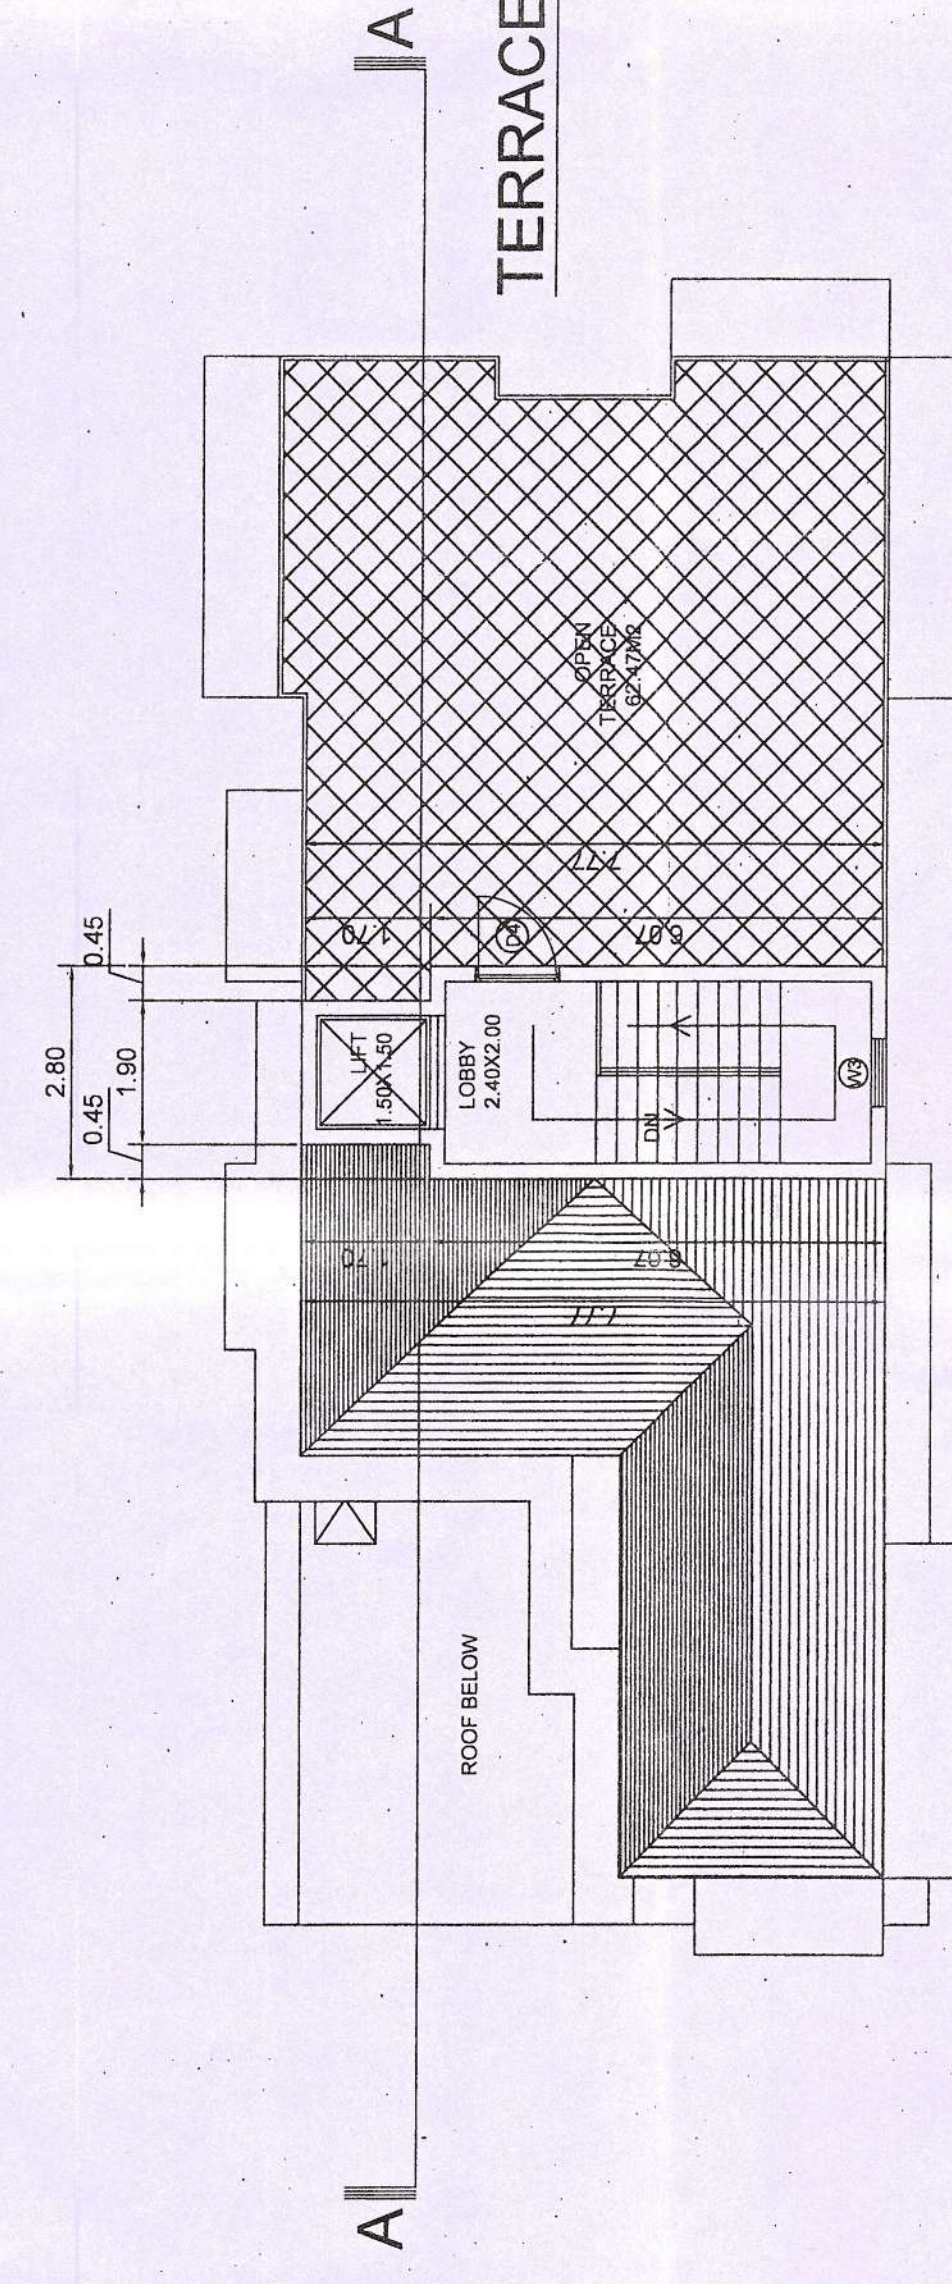 A
TERRACE
0.45
2.80
1.90
0.45
OPEN
TERRACE
62.47M2
7.77
1.70
D4
6.07
LIFT
1.50X1.50
LOBBY
2.40X2.00
DN
W3
1.70
6.07
7.77
ROOF BELOW
A